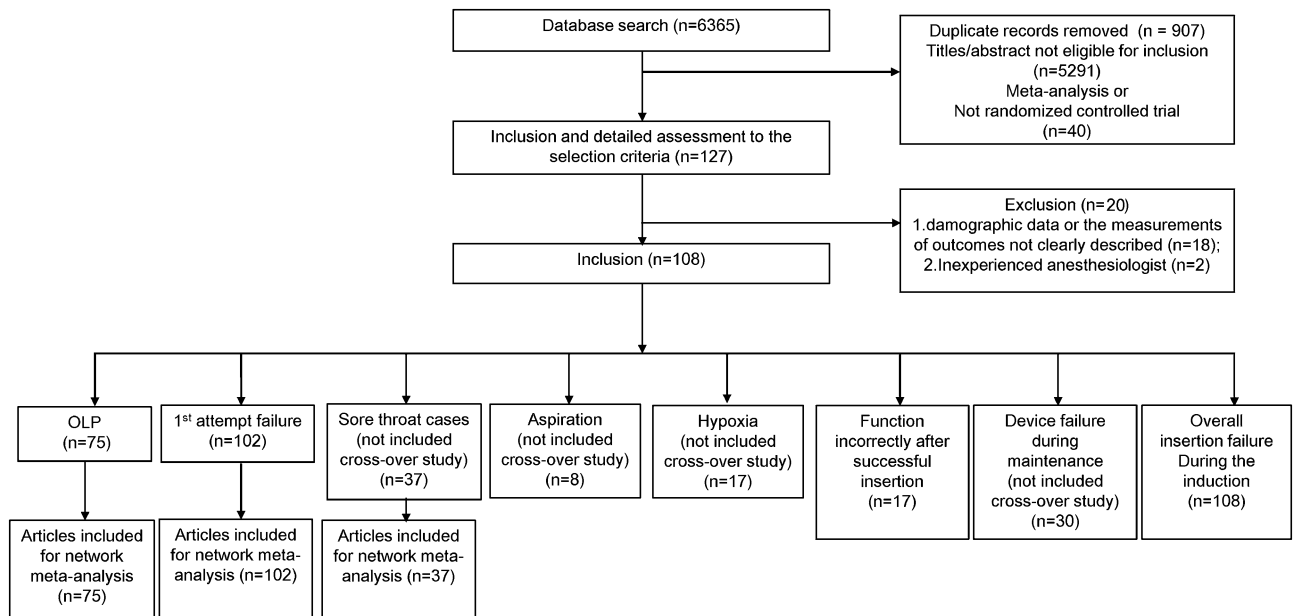 Database search (n=6365)
Duplicate records removed (n = 907)
Titles/abstract not eligible for inclusion
(n=5291)
Meta-analysis or
Not randomized controlled trial
(n=40)
Inclusion and detailed assessment to the
selection criteria (n=127)
Exclusion (n=20)
1.damographic data or the measurements
of outcomes not clearly described (n=18);
2.Inexperienced anesthesiologist (n=2)
Inclusion (n=108)
OLP
(n=75)
1st attempt failure
(n=102)
Sore throat cases
(not included
cross-over study)
(n=37)
Aspiration
(not included
cross-over study)
(n=8)
Hypoxia
(not included
cross-over study)
(n=17)
Function
incorrectly after
successful
insertion
(n=17)
Device failure
during
maintenance
(not included
cross-over study)
(n=30)
Overall
insertion failure
During the
induction
(n=108)
Articles included
for network
meta-analysis
(n=75)
Articles included
for network meta-
analysis (n=102)
Articles included
for network meta-
analysis (n=37)